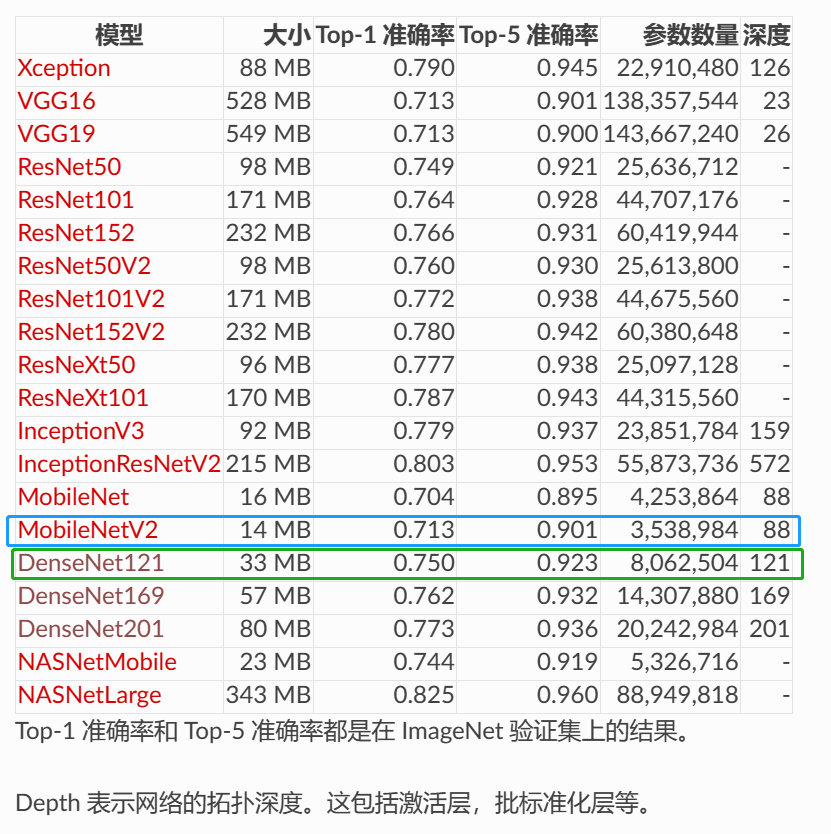 模型 大小 Top-1 准确率 Top-5 准确率 参数数量 深度
Xception 88 MB 0.790 0.945 22,910,480 126
VGG16 528 MB 0.713 0.901 138,357,544 23
VGG19 549 MB 0.713 0.900 143,667,240 26
ResNet50 98 MB 0.749 0.921 25,636,712 -
ResNet101 171 MB 0.764 0.928 44,707,176 -
ResNet152 232 MB 0.766 0.931 60,419,944 -
ResNet50V2 98 MB 0.760 0.930 25,613,800 -
ResNet101V2 171 MB 0.772 0.938 44,675,560 -
ResNet152V2 232 MB 0.780 0.942 60,380,648 -
ResNeXt50 96 MB 0.777 0.938 25,097,128 -
ResNeXt101 170 MB 0.787 0.943 44,315,560 -
InceptionV3 92 MB 0.779 0.937 23,851,784 159
InceptionResNetV2 215 MB 0.803 0.953 55,873,736 572
MobileNet 16 MB 0.704 0.895 4,253,864 88
MobileNetV2 14 MB 0.713 0.901 3,538,984 88
DenseNet121 33 MB 0.750 0.923 8,062,504 121
DenseNet169 57 MB 0.762 0.932 14,307,880 169
DenseNet201 80 MB 0.773 0.936 20,242,984 201
NASNetMobile 23 MB 0.744 0.919 5,326,716 -
NASNetLarge 343 MB 0.825 0.960 88,949,818 -
Top-1 准确率和 Top-5 准确率都是在 ImageNet 验证集上的结果。
Depth 表示网络的拓扑深度。这包括激活层，批标准化层等。